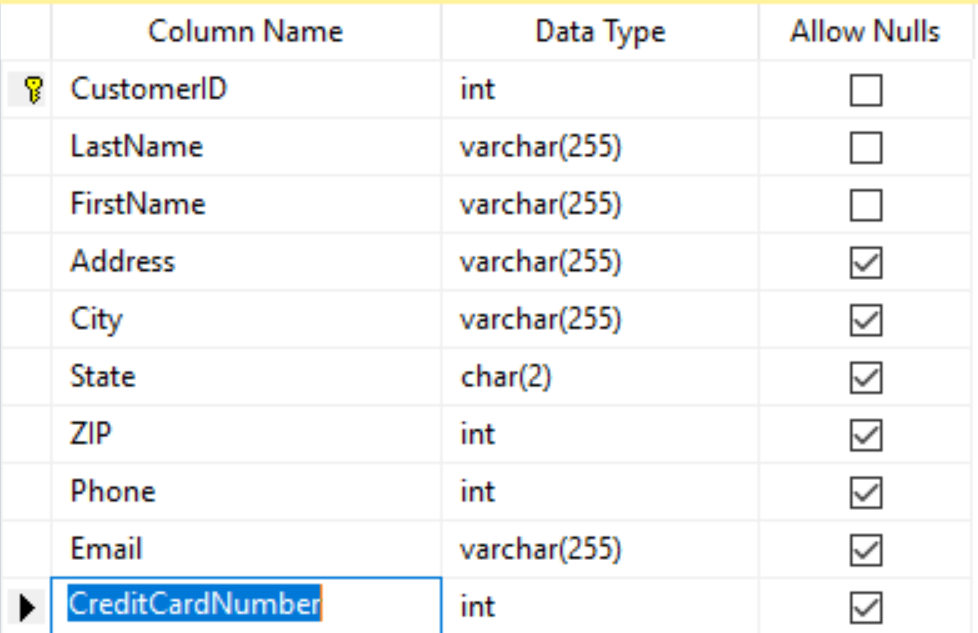 Column Name Data Type Allow Nulls
CustomerID int
LastName varchar(255)
FirstName varchar(255)
Address varchar(255)
City varchar(255)
State char(2)
ZIP int
Phone int
Email varchar(255)
CreditCardNumber int